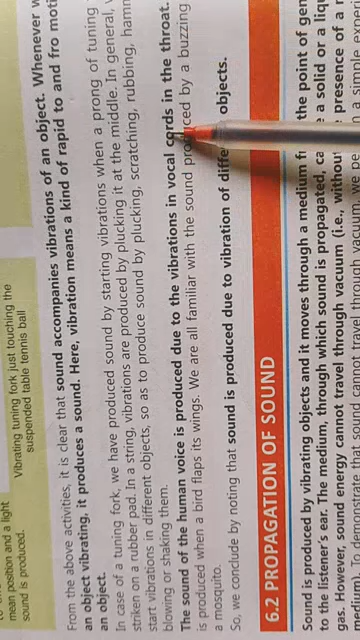 mean position and a light
sound is produced.
Vibrating tuning fork just touching the
suspended table tennis ball
From the above activities, it is clear that sound accompanies vibrations of an object. Whenever
an object vibrating, it produces a sound. Here, vibration means a kind of rapid to and fro
an object.
In case of a tuning fork, we have produced sound by starting vibrations when a prong of tuning
striken on a rubber pad. In a string, vibrations are produced by plucking it at the middle. In general,
start vibrations in different objects, so as to produce sound by plucking, scratching, rubbing,
blowing or shaking them.
The sound of the human voice is produced due to the vibrations in vocal cords in the throat.
is produced when a bird flaps its wings. We are all familiar with the sound produced by a buzzing
a mosquito.
So, we conclude by noting that sound is produced due to vibration of objects.
6.2 PROPAGATION OF SOUND
Sound is produced by vibrating objects and it moves through a medium the point of
to the listener's ear. The medium, through which sound is propagated, a solid or a
gas. However, sound energy cannot travel through vacuum (i.e., without presence of a
To demonstrate that sound cannot travel through vacuum, simple